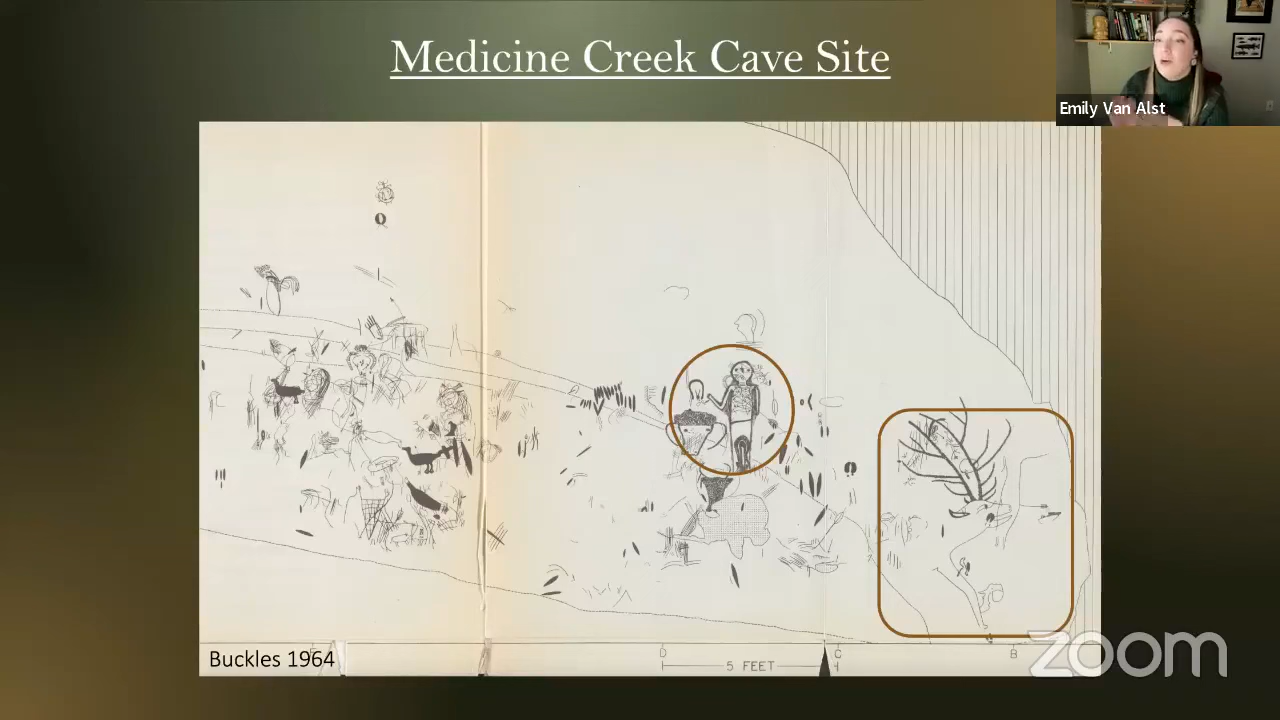 Medicine Creek Cave Site
Emily Van Alst
Buckles 1964
D
C
B
5 FEET
zoom